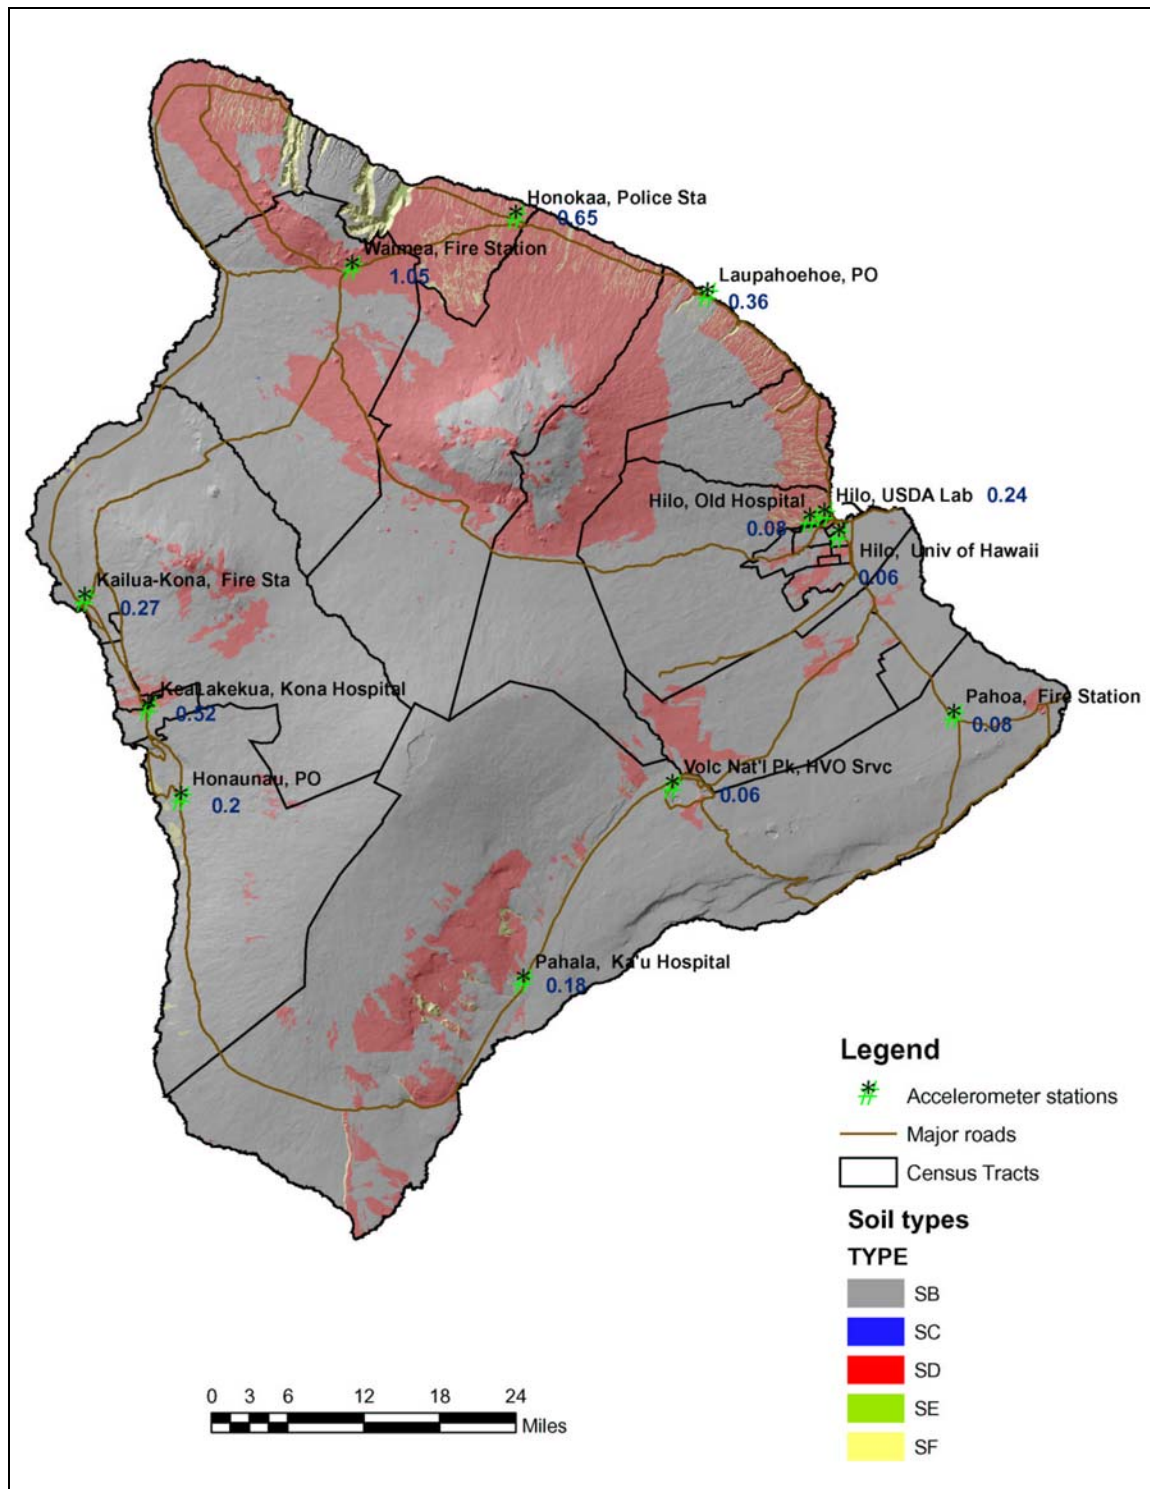 Honokaa, Police Sta
0.65
Waimea, Fire Station
1.05
Laupahoehoe, PO
0.36
Hilo, Old Hospital
0.08
Hilo, USDA Lab 0.24
Hilo, Univ of Hawaii
0.06
Kailua-Kona, Fire Sta
0.27
KeaLakekua, Kona Hospital
0.52
Pahoa, Fire Station
0.08
Volc Nat'l Pk, HVO Srvc
0.06
Honaunau, PO
0.2
Pahala, Ka'u Hospital
0.18
Legend
Accelerometer stations
Major roads
Census Tracts
Soil types
TYPE
SB
SC
SD
SE
SF
0 3 6 12 18 24
Miles